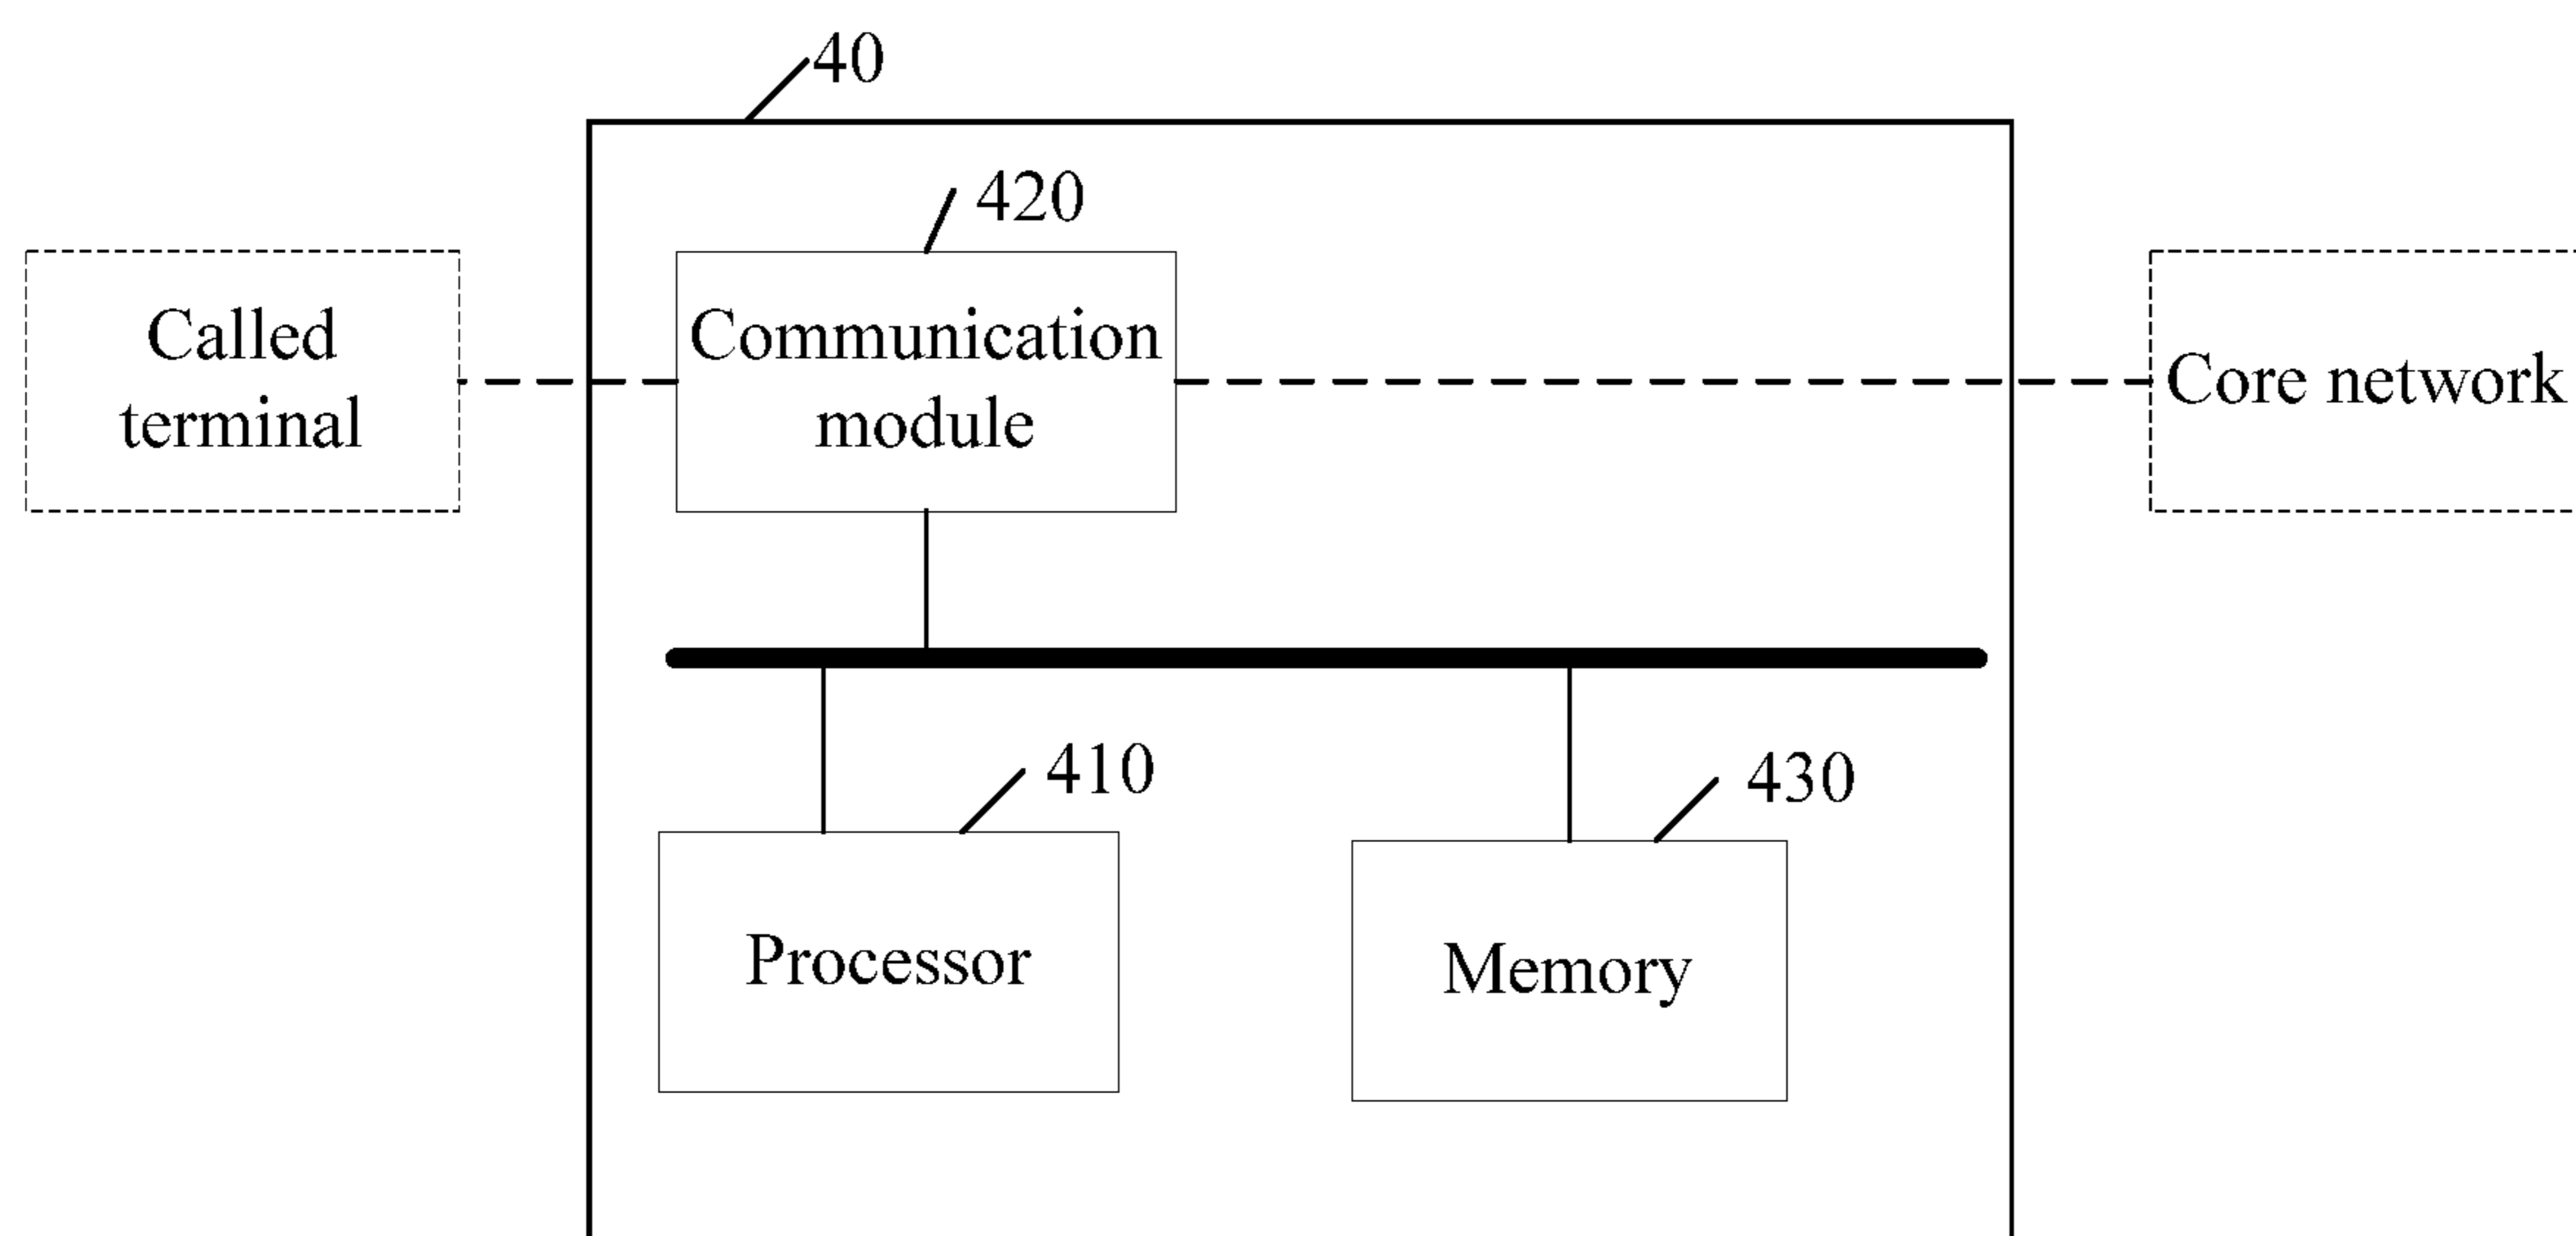 40
420
Called
terminal
Communication
module
Core network
410
430
Processor
Memory